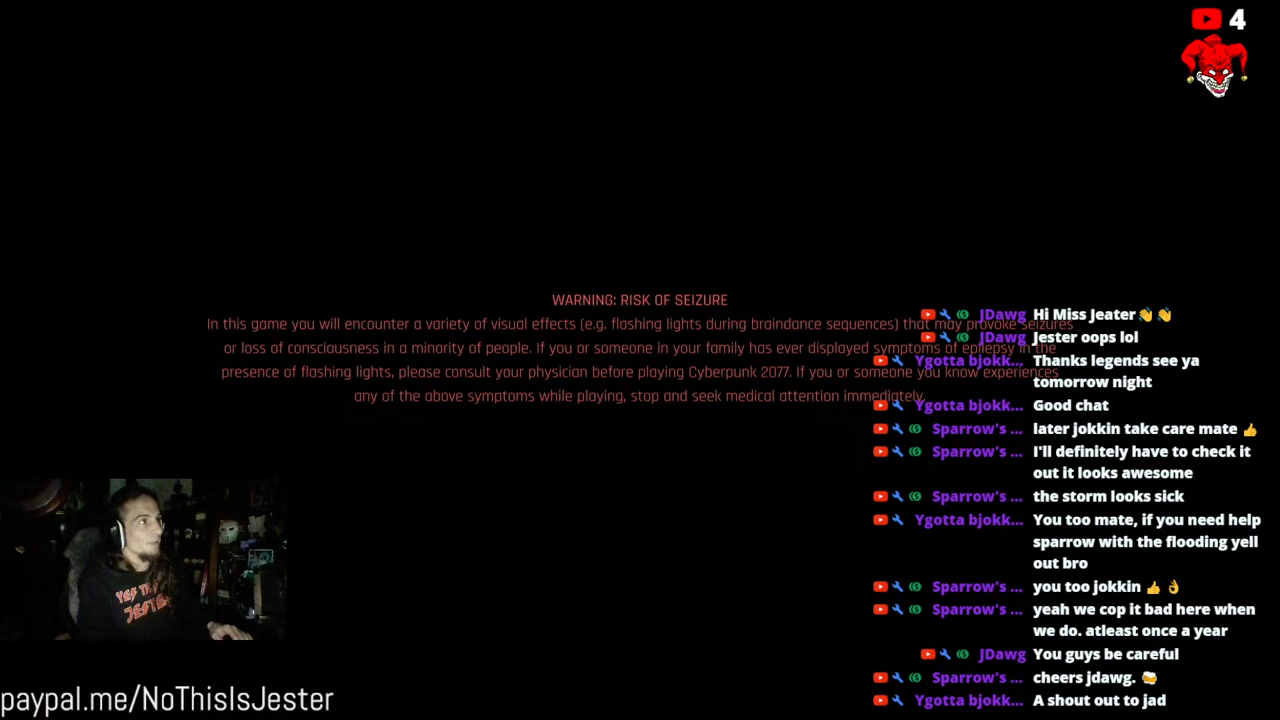 4
WARNING: RISK OF SEIZURE
In this game you will encounter a variety of visual effects (e.g. flashing lights during braindance sequences) that may provoke seizures
or loss of consciousness in a minority of people. If you or someone in your family has ever displayed symptoms of epilepsy in the
presence of flashing lights, please consult your physician before playing Cyberpunk 2077. If you or someone you know experiences
any of the above symptoms while playing, stop and seek medical attention immediately.
JDawg Hi Miss Jeater👋👋
JDawg Jester oops lol
Ygotta bjokk... Thanks legends see ya
tomorrow night
Ygotta bjokk... Good chat
Sparrow's ... later jokkin take care mate 👍
Sparrow's ... I'll definitely have to check it
out it looks awesome
Sparrow's ... the storm looks sick
Ygotta bjokk... You too mate, if you need help
sparrow with the flooding yell
out bro
Sparrow's ... you too jokkin 👍 👌
Sparrow's ... yeah we cop it bad here when
we do. atleast once a year
JDawg You guys be careful
Sparrow's ... cheers jdawg. 🍻
Ygotta bjokk... A shout out to jad
YES TH
JESTE
paypal.me/NoThisIsJester